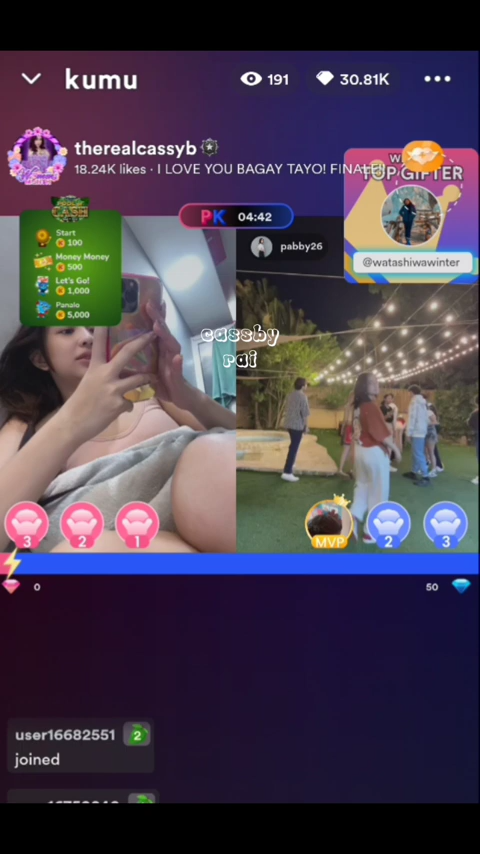 kumu
191
30.81K
therealcassyb
18.24K likes · I LOVE YOU BAGAY TAYO! FINALE!!
TOP GIFTER
@watashiwawinter
PK 04:42
pabby26
Start
100
Money Money
500
Let's Go!
1,000
Panalo
5,000
cassby
rai
3
2
1
MVP
2
3
0
50
user16682551 2
joined